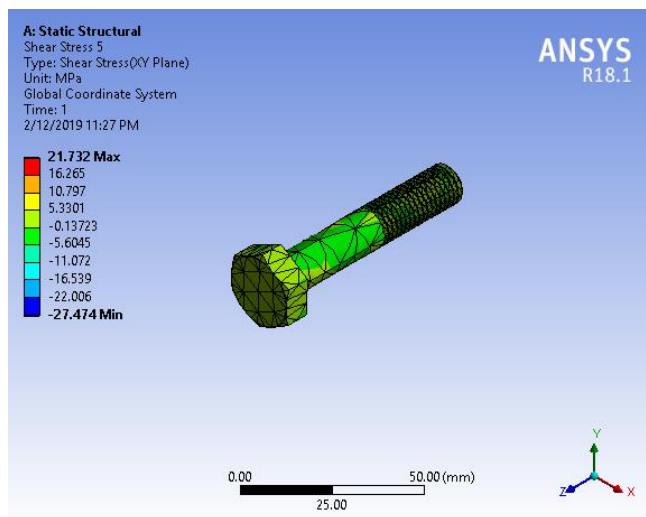 A: Static Structural
Shear Stress 5
Type: Shear Stress(XY Plane)
Unit: MPa
Global Coordinate System
Time: 1
2/12/2019 11:27 PM
ANSYS
R18.1
21.732 Max
16.265
10.797
5.3301
-0.13723
-5.6045
-11.072
-16.539
-22.006
-27.474 Min
0.00 50.00 (mm)
25.00
Y
Z X